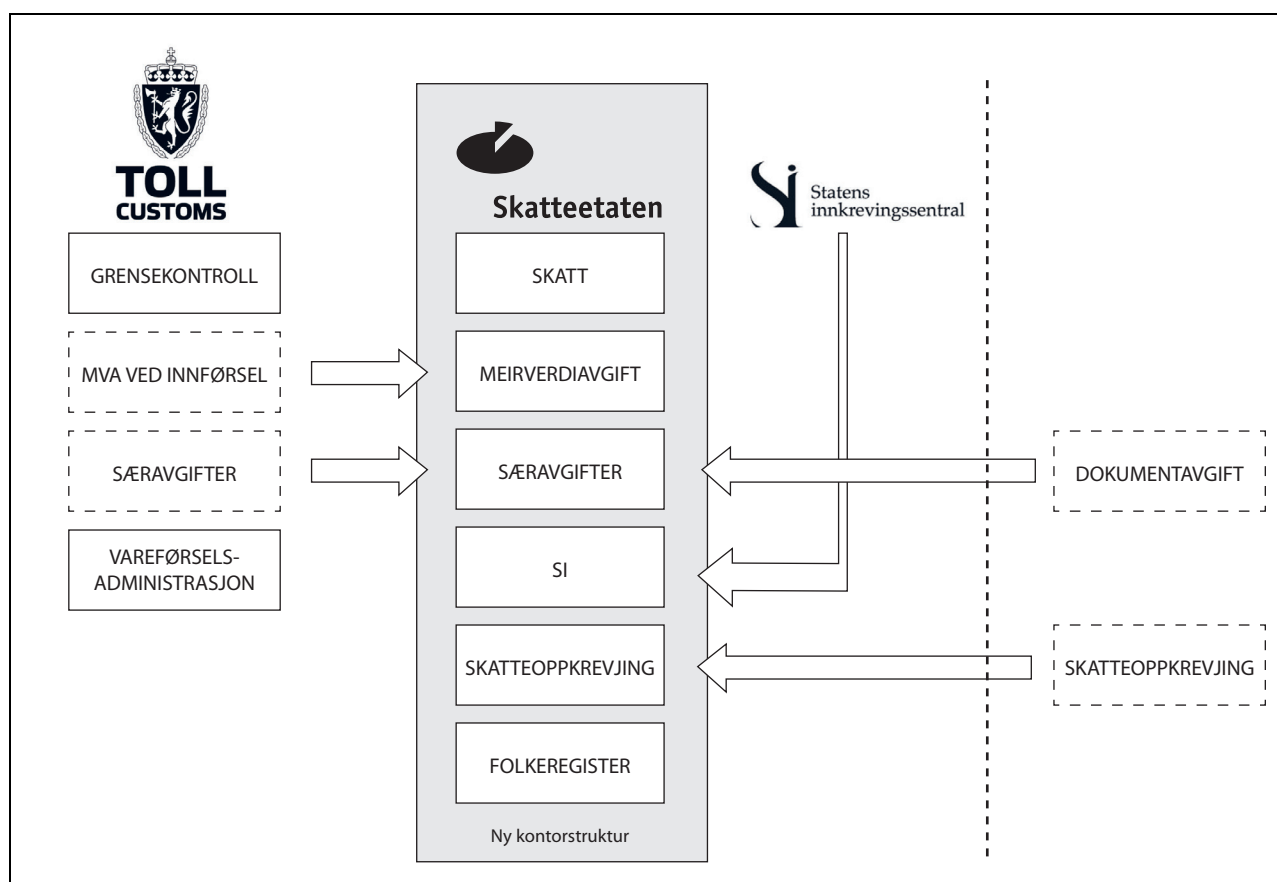 TOLL
CUSTOMS
GRENSEKONTROLL
MVA VED INNFØRSEL
SÆRAVGIFTER
VAREFØRSELS-
ADMINISTRASJON
Skatteetaten
SKATT
MEIRVERDIAVGIFT
SÆRAVGIFTER
SI
SKATTEOPPKREVJING
FOLKEREGISTER
Ny kontorstruktur
Si Statens
innkrevingssentral
DOKUMENTAVGIFT
SKATTEOPPKREVJING